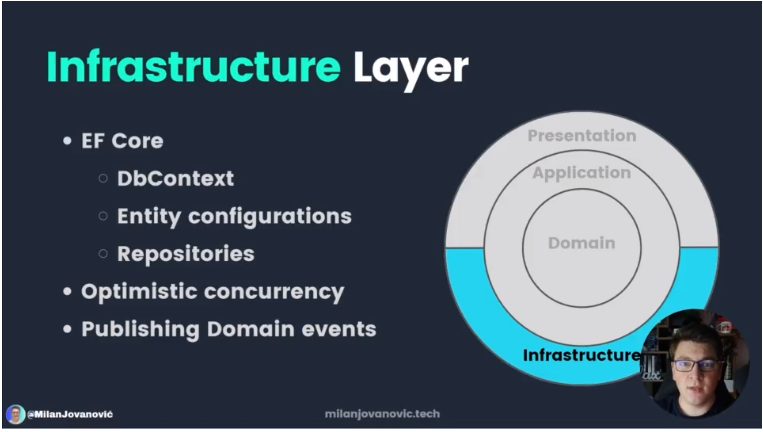 Infrastructure Layer
• EF Core
○ DbContext
○ Entity configurations
○ Repositories
• Optimistic concurrency
• Publishing Domain events
Presentation
Application
Domain
Infrastructure
@MilanJovanović
milanjovanovic.tech